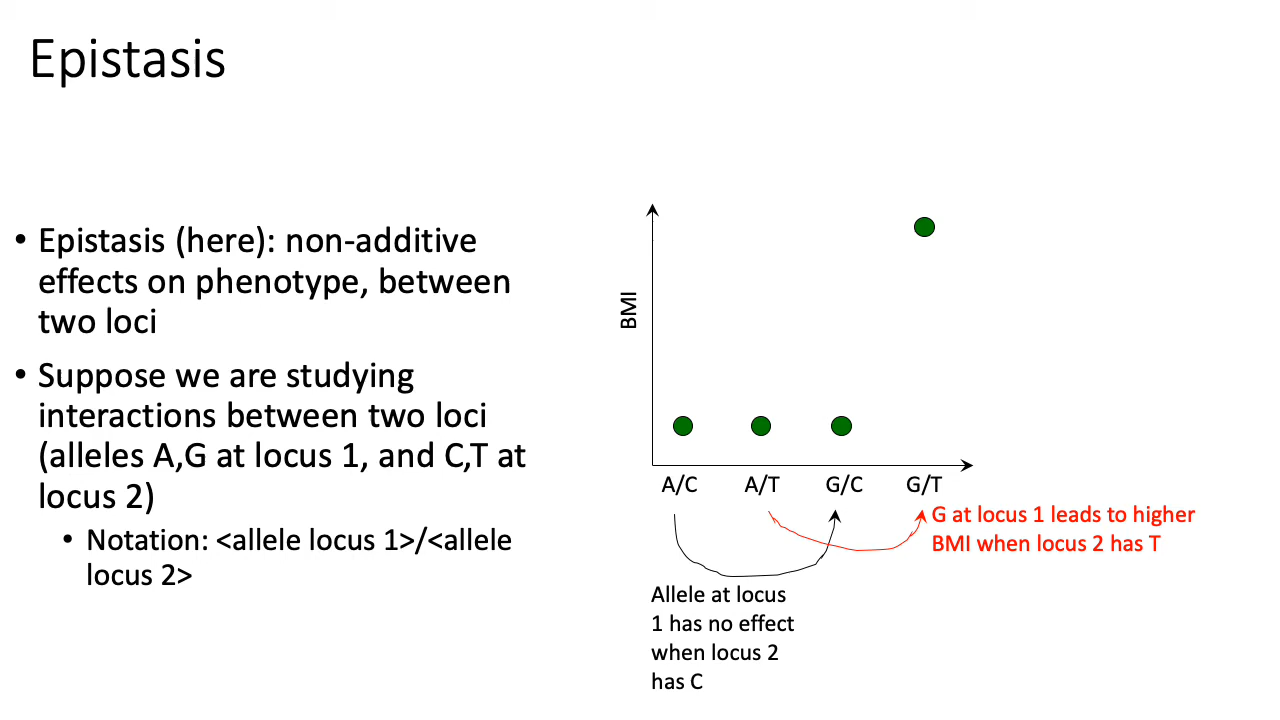 Epistasis
• Epistasis (here): non-additive
effects on phenotype, between
two loci
• Suppose we are studying
interactions between two loci
(alleles A,G at locus 1, and C,T at
locus 2)
• Notation: <allele locus 1>/<allele
locus 2>
BMI
A/C A/T G/C G/T
G at locus 1 leads to higher
BMI when locus 2 has T
Allele at locus
1 has no effect
when locus 2
has C